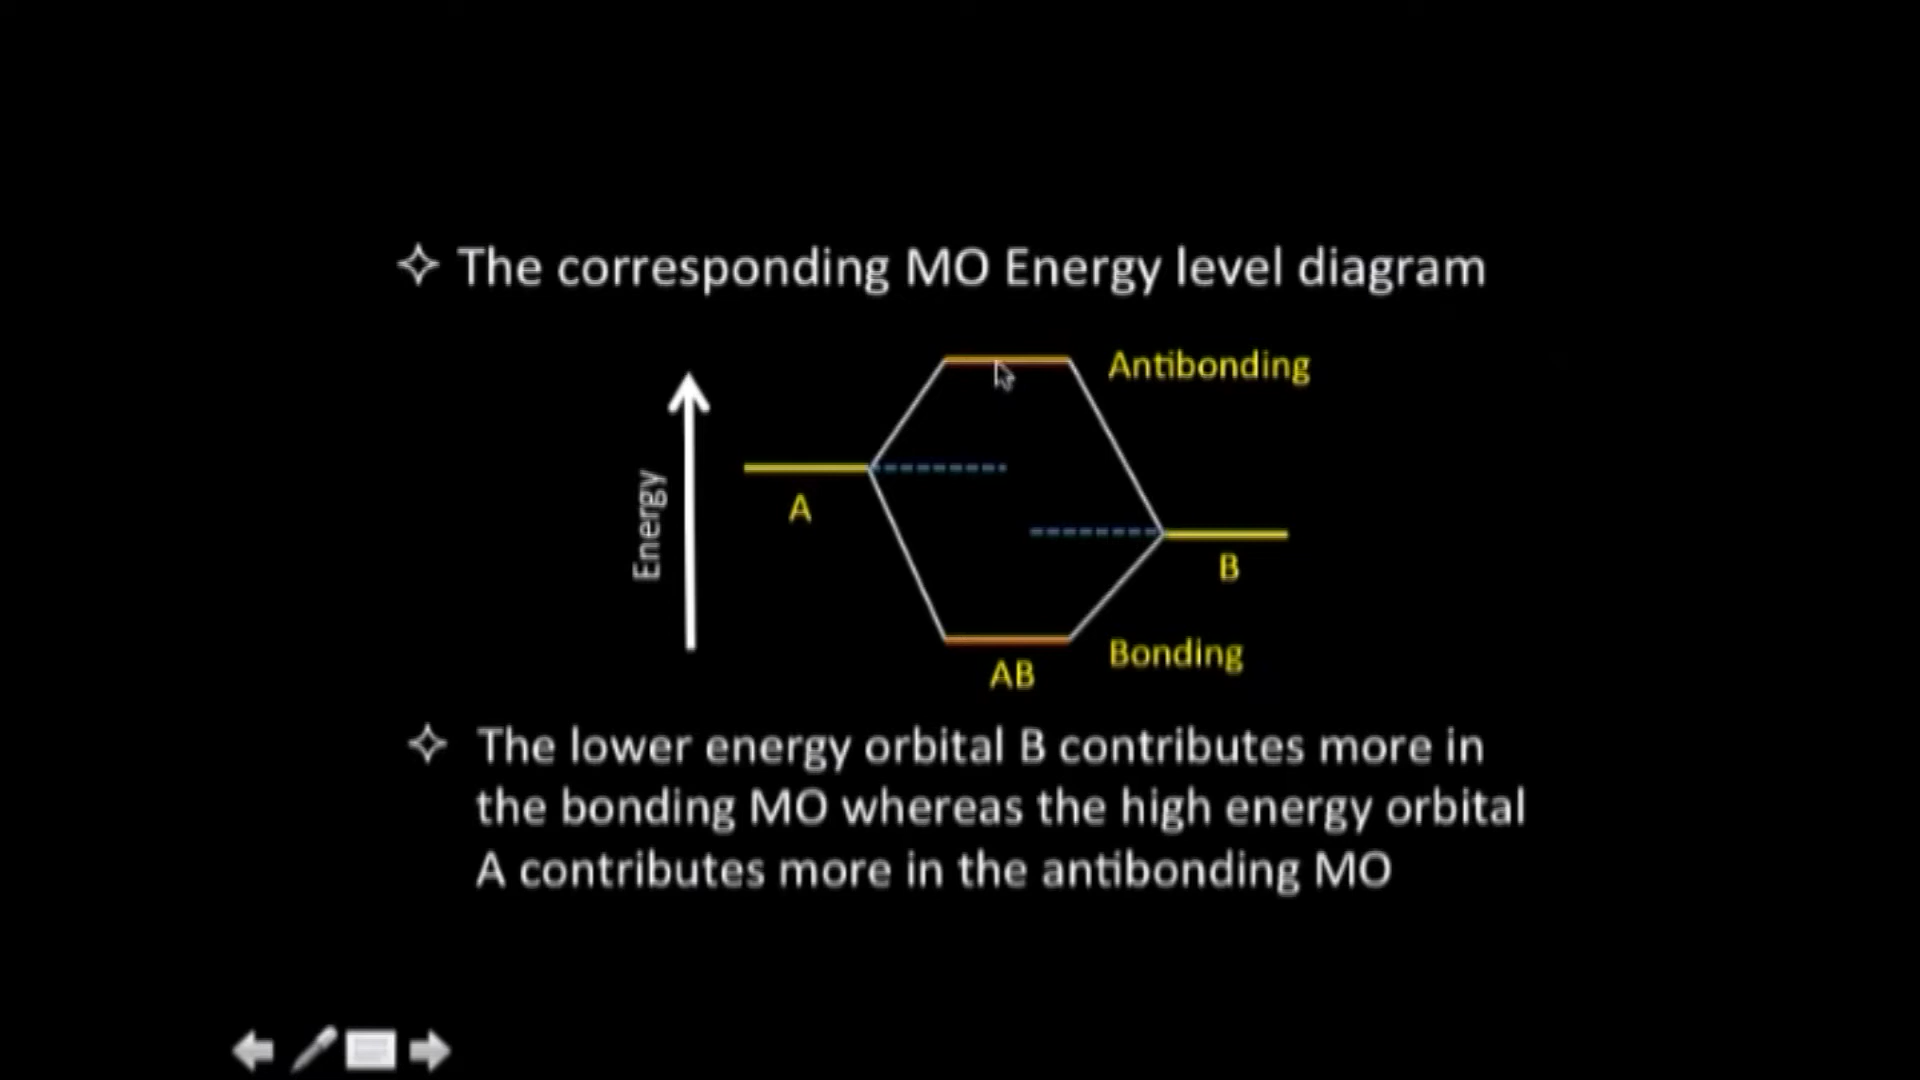 The corresponding MO Energy level diagram
Antibonding
Energy
A
B
AB
Bonding
The lower energy orbital B contributes more in
the bonding MO whereas the high energy orbital
A contributes more in the antibonding MO